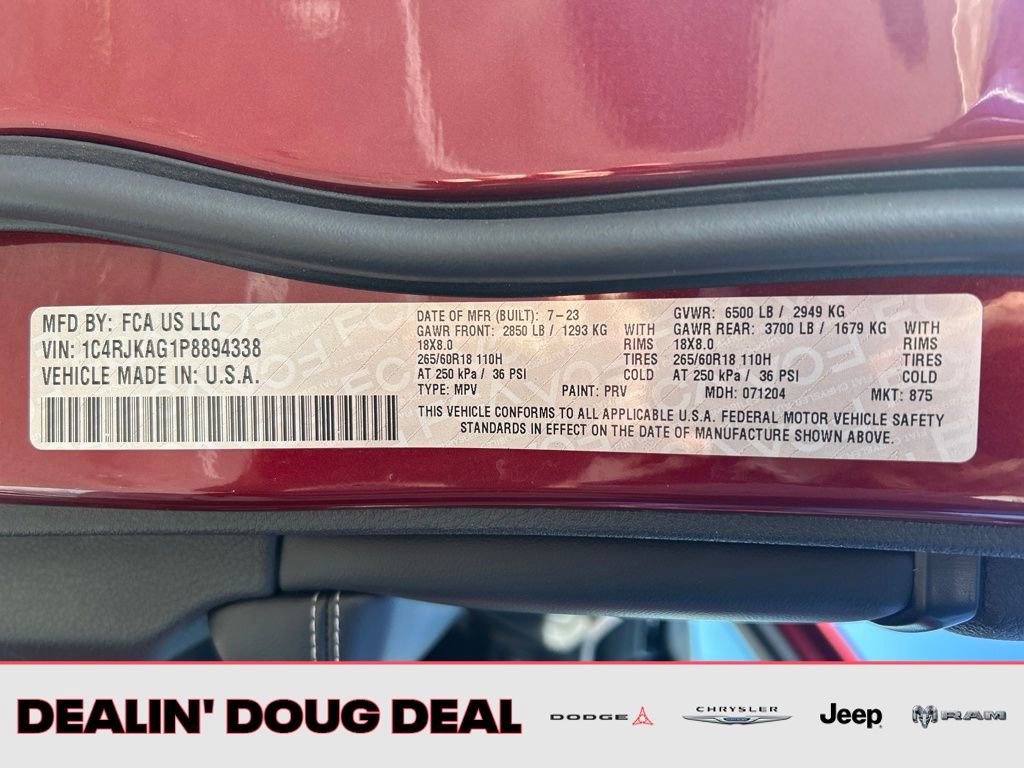 MFD BY: FCA US LLC
VIN: 1C4RJKAG1P8894338
VEHICLE MADE IN: U.S.A.
DATE OF MFR (BUILT): 7-23
GAWR FRONT: 2850 LB / 1293 KG
18X8.0 RIMS
265/60R18 110H TIRES
AT 250 kPa / 36 PSI COLD
TYPE: MPV PAINT: PRV
GVWR: 6500 LB / 2949 KG
GAWR REAR: 3700 LB / 1679 KG
18X8.0 RIMS
265/60R18 110H TIRES
AT 250 kPa / 36 PSI COLD
MDH: 071204 MKT: 875
THIS VEHICLE CONFORMS TO ALL APPLICABLE U.S.A. FEDERAL MOTOR VEHICLE SAFETY
STANDARDS IN EFFECT ON THE DATE OF MANUFACTURE SHOWN ABOVE.
DEALIN' DOUG DEAL DODGE CHRYSLER Jeep RAM